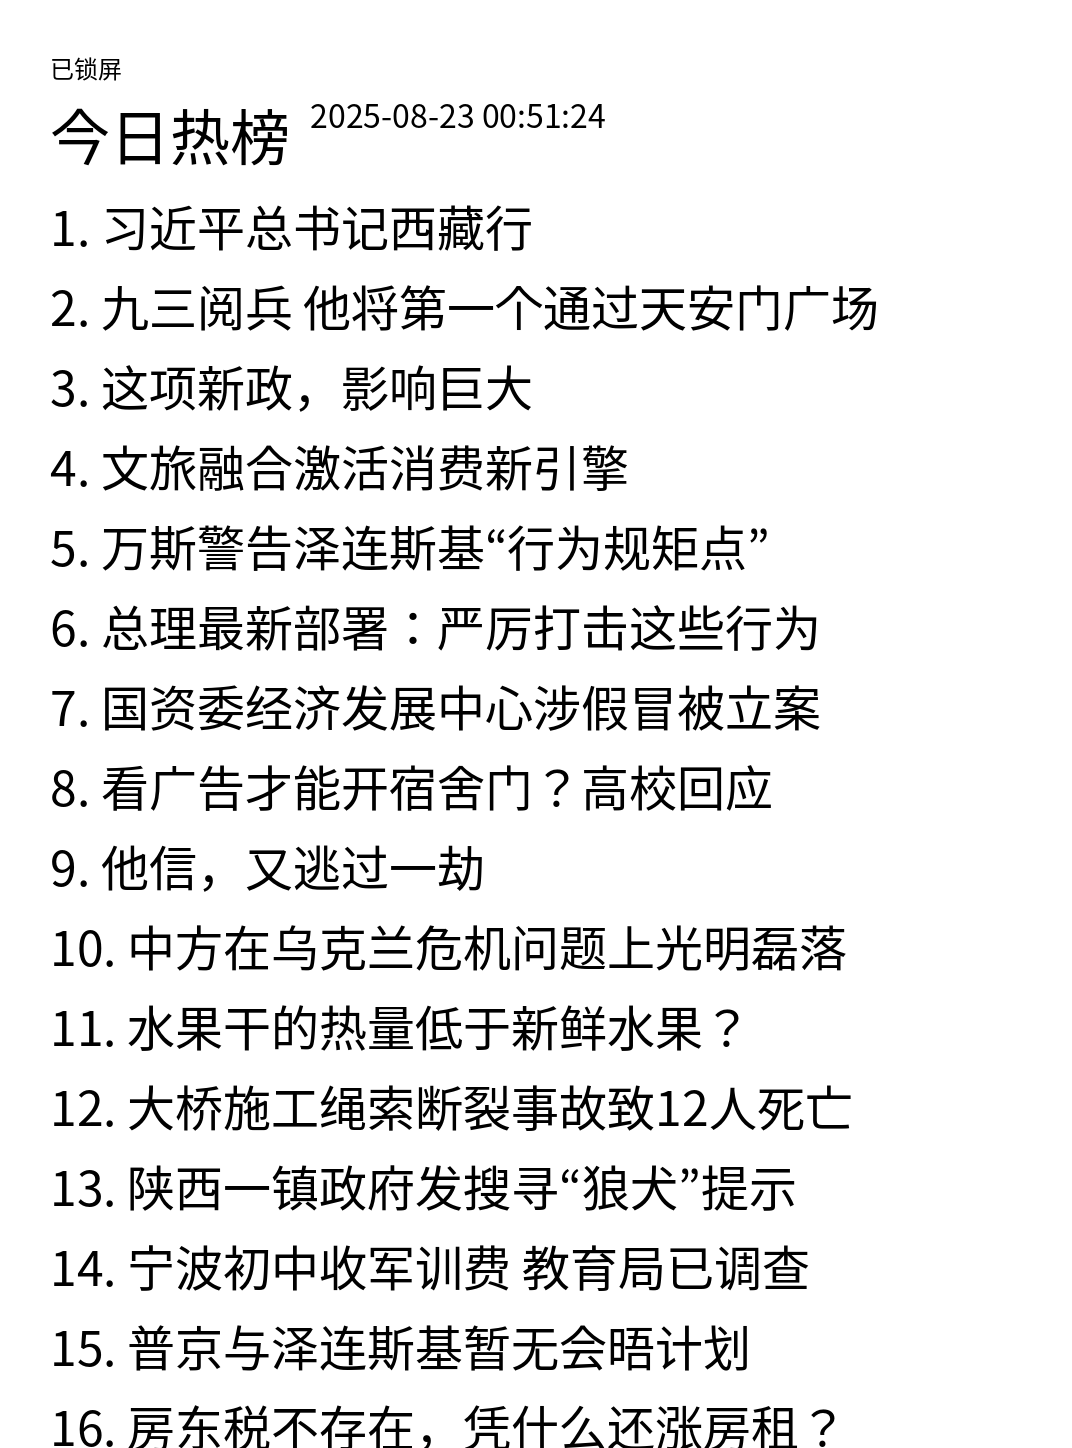 已锁屏
今日热榜 2025-08-23 00:51:24
1. 习近平总书记西藏行
2. 九三阅兵 他将第一个通过天安门广场
3. 这项新政，影响巨大
4. 文旅融合激活消费新引擎
5. 万斯警告泽连斯基“行为规矩点”
6. 总理最新部署：严厉打击这些行为
7. 国资委经济发展中心涉假冒被立案
8. 看广告才能开宿舍门？高校回应
9. 他信，又逃过一劫
10. 中方在乌克兰危机问题上光明磊落
11. 水果干的热量低于新鲜水果？
12. 大桥施工绳索断裂事故致12人死亡
13. 陕西一镇政府发搜寻“狼犬”提示
14. 宁波初中收军训费 教育局已调查
15. 普京与泽连斯基暂无会晤计划
16. 房东税不存在，凭什么还涨房租？